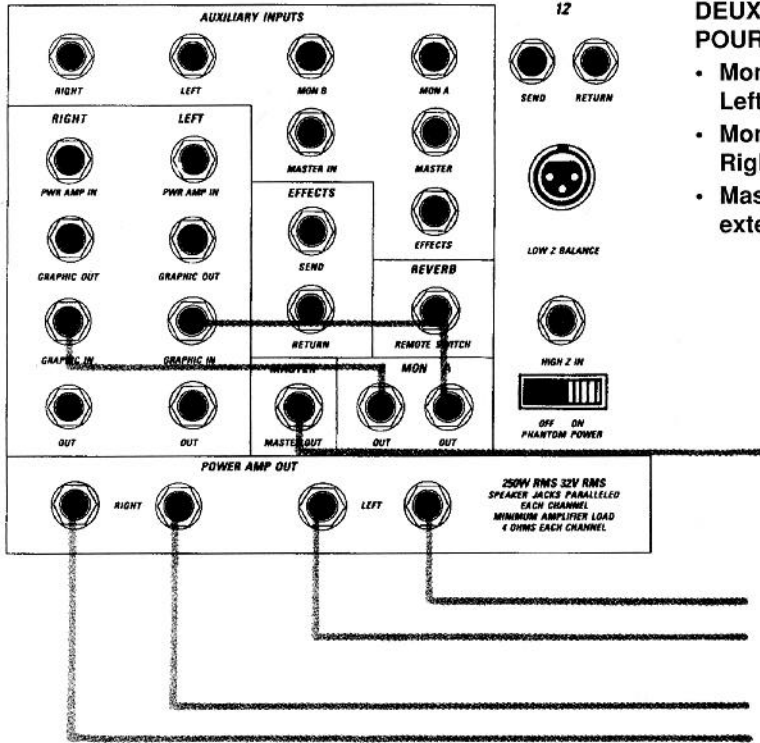 AUXILIARY INPUTS
RIGHT LEFT MON B MON A
RIGHT LEFT
PWR AMP IN PWR AMP IN
MASTER IN MASTER
EFFECTS
GRAPHIC OUT GRAPHIC OUT
SEND EFFECTS
REVERB
GRAPHIC IN GRAPHIC IN
RETURN REMOTE SWITCH
MASTER MON A
OUT OUT MASTER OUT OUT OUT
POWER AMP OUT
RIGHT LEFT
250W RMS 32V RMS
SPEAKER JACKS PARALLELED
EACH CHANNEL
MINIMUM AMPLIFIER LOAD
4 OHMS EACH CHANNEL
12
SEND RETURN
LOW Z BALANCE
HIGH Z IN
OFF ON
PHANTOM POWER
DEUX
POUR
• Mon
Left
• Mon
Righ
• Mas
exte